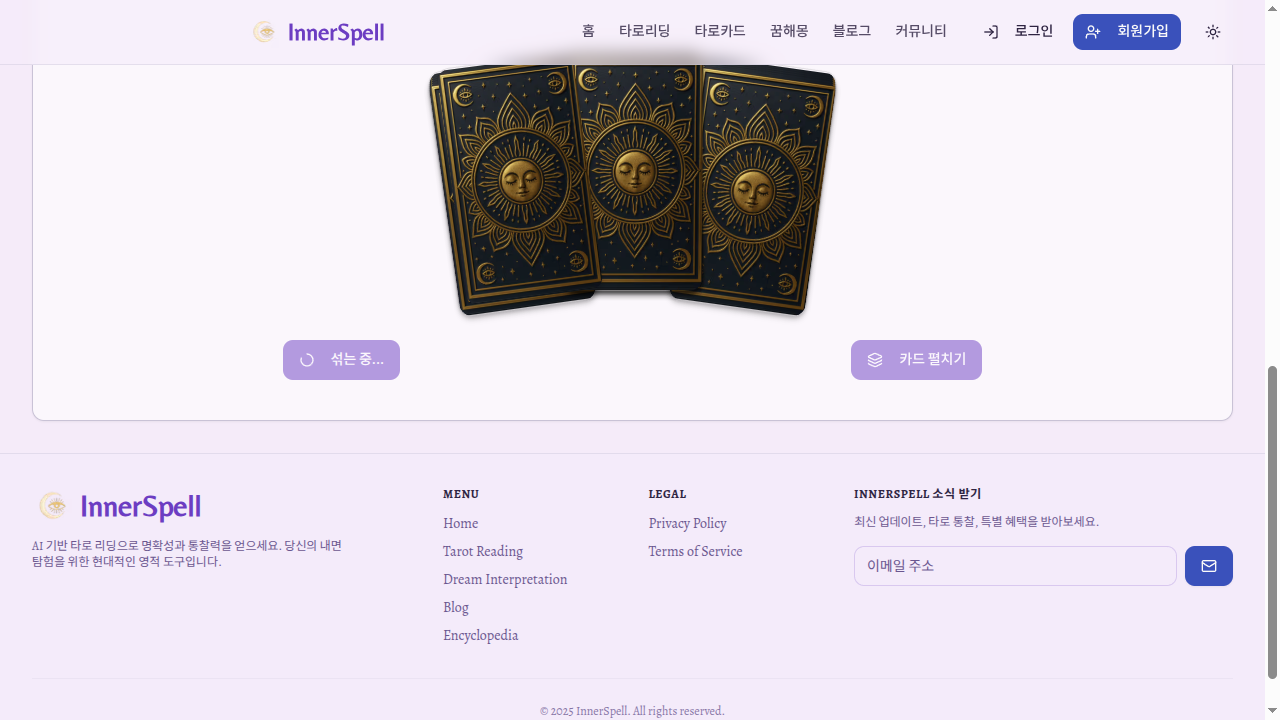 InnerSpell
홈
타로리딩
타로카드
꿈해몽
블로그
커뮤니티
로그인
회원가입
섞는 중...
카드 펼치기
InnerSpell
AI 기반 타로 리딩으로 명확성과 통찰력을 얻으세요. 당신의 내면
탐험을 위한 현대적인 영적 도구입니다.
MENU
Home
Tarot Reading
Dream Interpretation
Blog
Encyclopedia
LEGAL
Privacy Policy
Terms of Service
INNERSPELL 소식 받기
최신 업데이트, 타로 통찰, 특별 혜택을 받아보세요.
이메일 주소
© 2025 InnerSpell. All rights reserved.